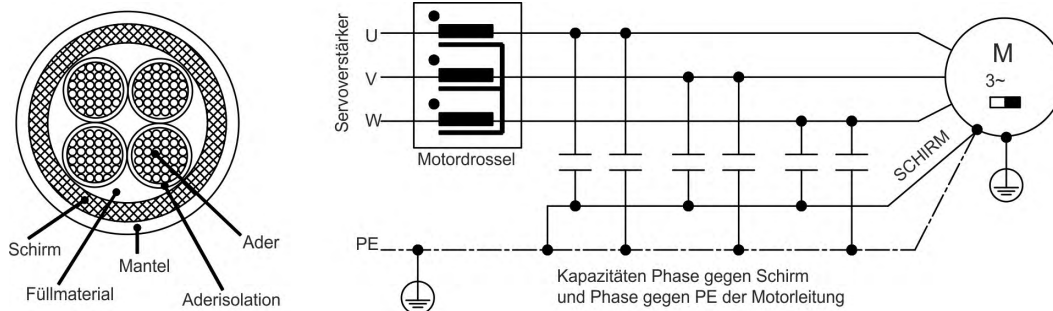 Schirm
Füllmaterial
Mantel
Ader
Aderisolation
Servoverstärker
U
V
W
Motordrossel
PE
SCHIRM
M
3~
Kapazitäten Phase gegen Schirm
und Phase gegen PE der Motorleitung